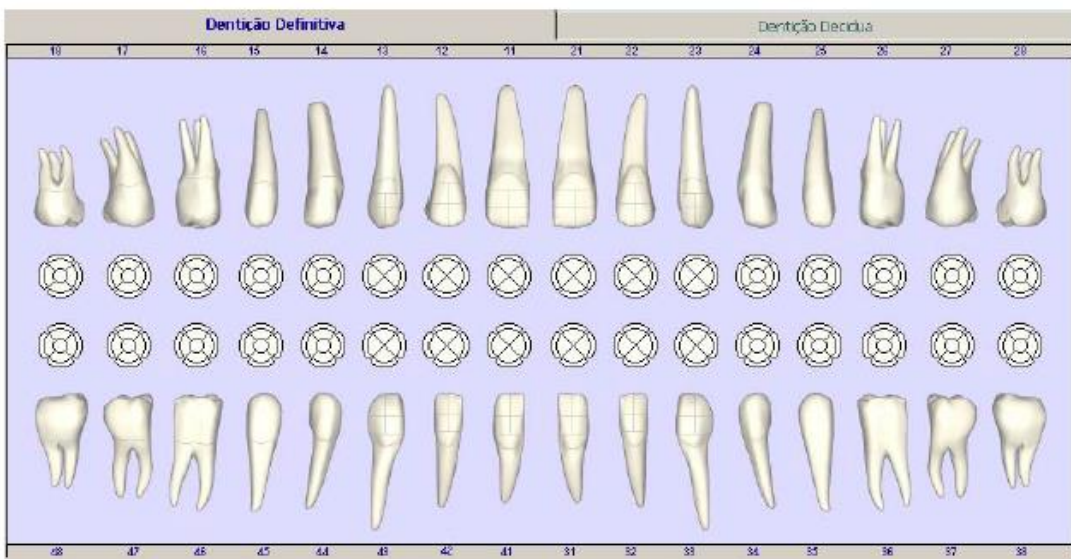 Dentição Definitiva
Dentição Decidua
18 17 16 15 14 13 12 11 21 22 23 24 25 26 27 28
48 47 46 45 44 43 42 41 31 32 33 34 35 36 37 38